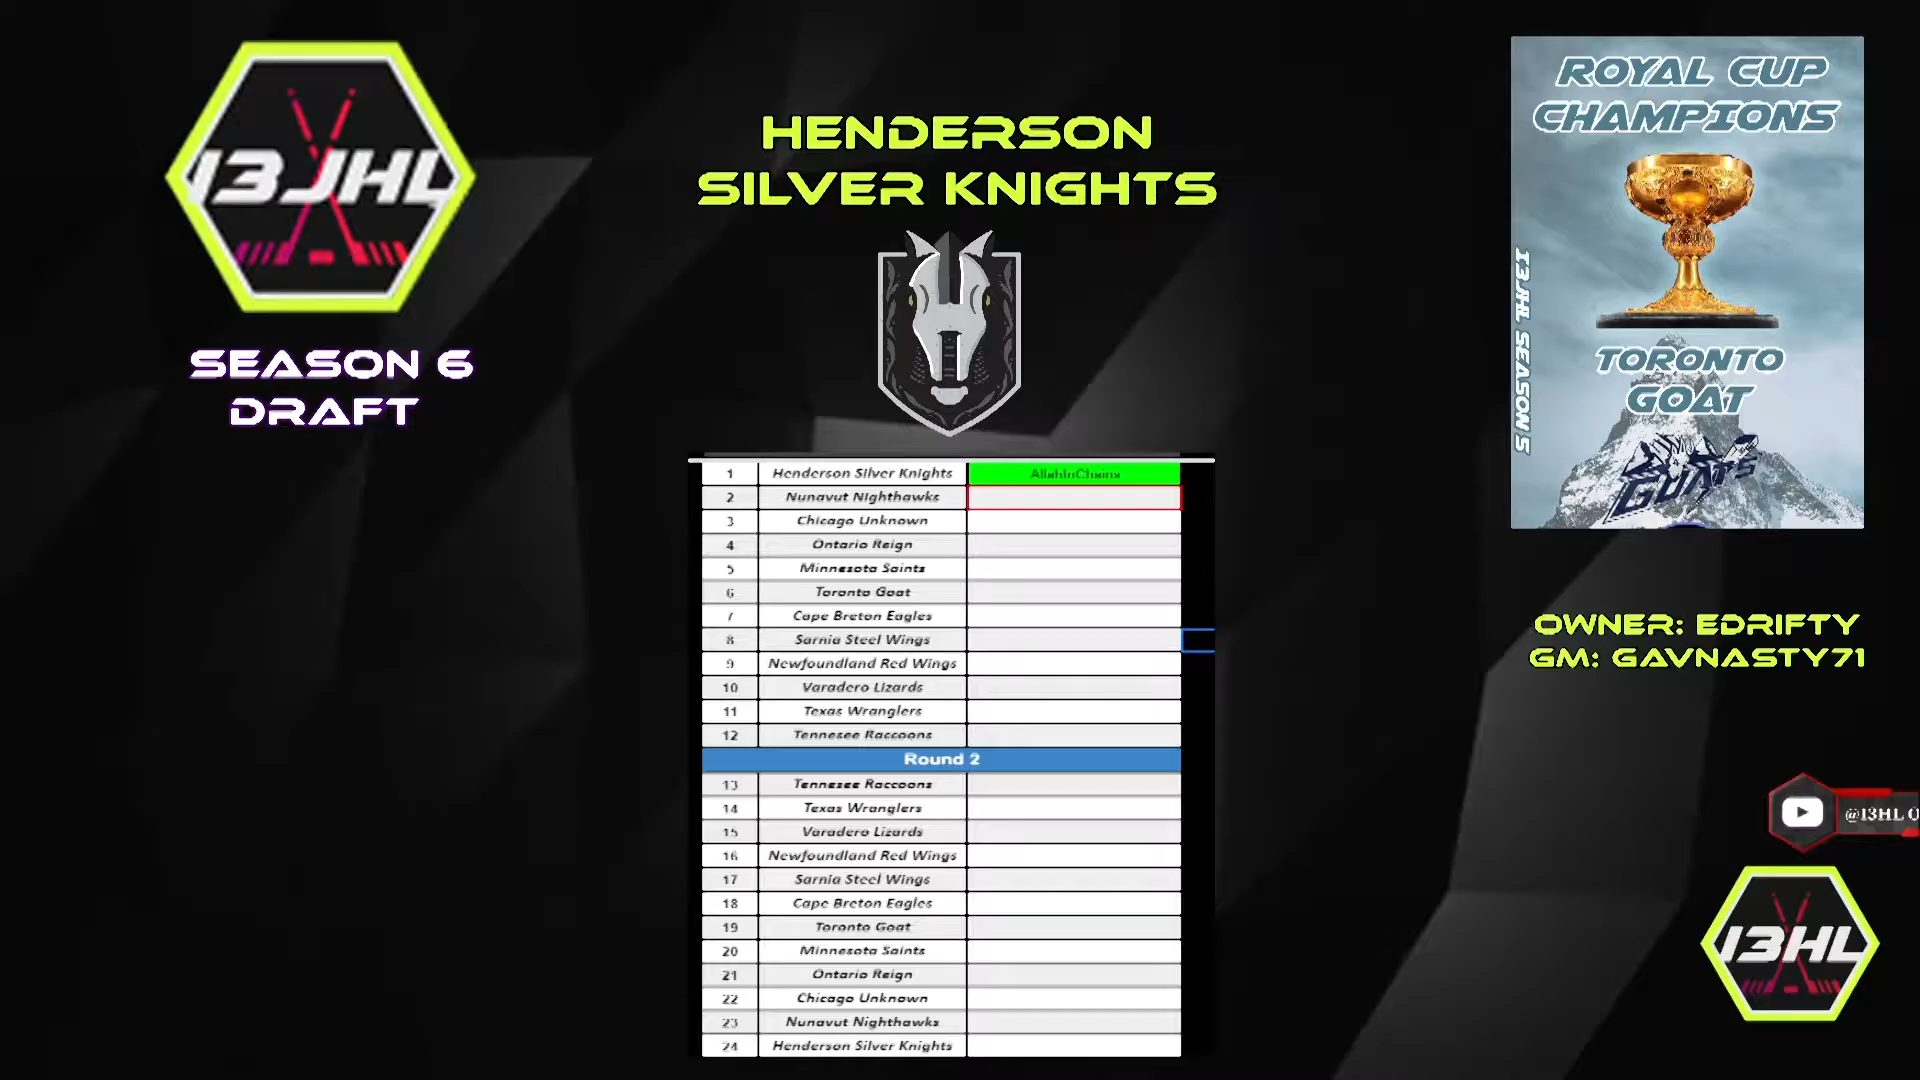 I3JHL
SEASON 6
DRAFT
HENDERSON
SILVER KNIGHTS
1 Henderson Silver Knights
2 Nunavut Nighthawks
3 Chicago Unknown
4 Ontario Reign
5 Minnesota Saints
6 Toronto Goat
7 Cape Breton Eagles
8 Sarnia Steel Wings
9 Newfoundland Red Wings
10 Varadero Lizards
11 Texas Wranglers
12 Tennesee Raccoons
Round 2
13 Tennesee Raccoons
14 Texas Wranglers
15 Varadero Lizards
16 Newfoundland Red Wings
17 Sarnia Steel Wings
18 Cape Breton Eagles
19 Toronto Goat
20 Minnesota Saints
21 Ontario Reign
22 Chicago Unknown
23 Nunavut Nighthawks
24 Henderson Silver Knights
ROYAL CUP
CHAMPIONS
I3JHL SEASON 5
TORONTO
GOAT
GOATS
OWNER: EDRIFTY
GM: GAVNASTY71
@I3HL O
I3HL